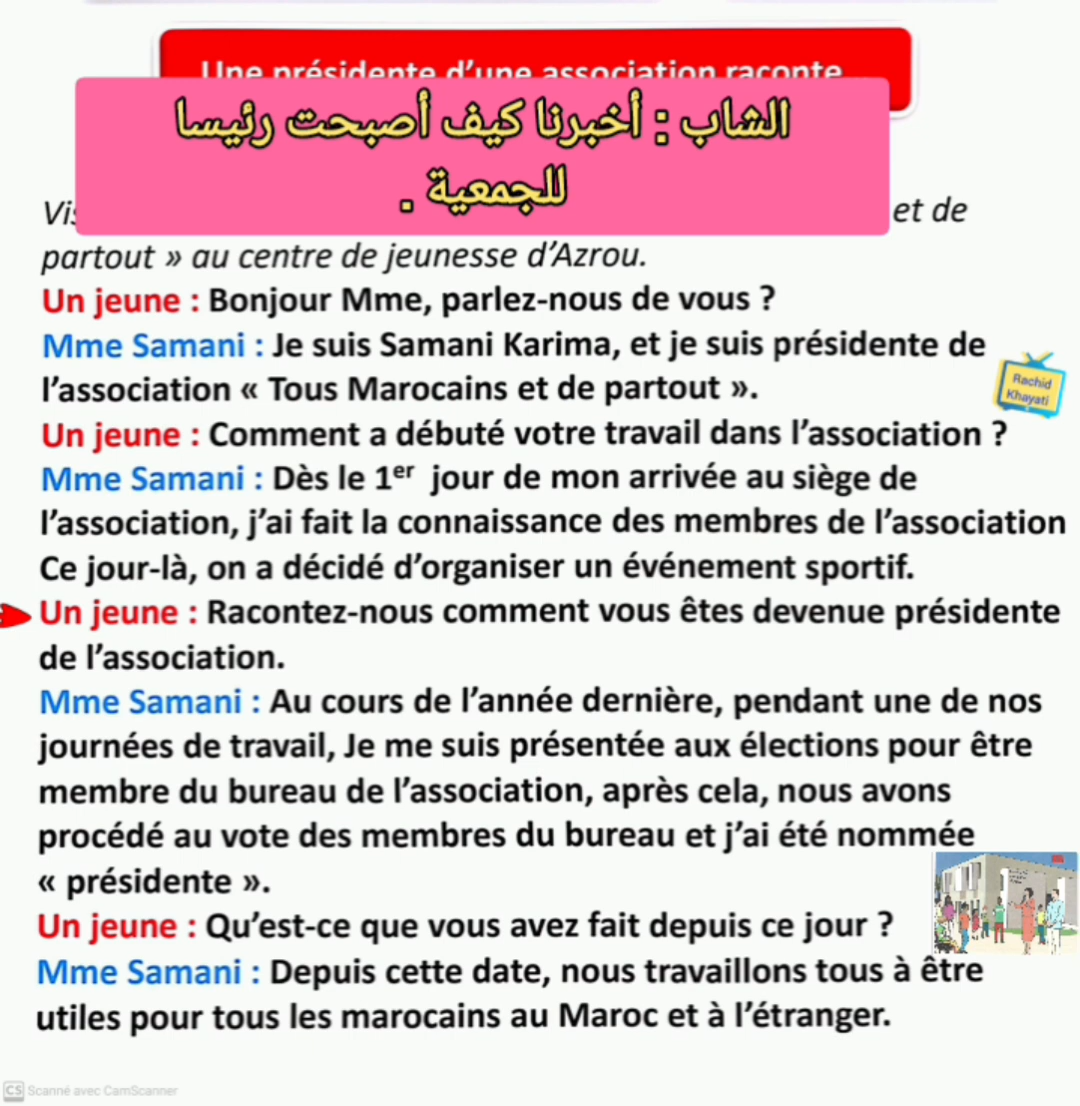 Une présidente d'une association raconte
الشاب : أخبرنا كيف أصبحت رئيسا
للجمعية .
et de
partout » au centre de jeunesse d'Azrou.
Un jeune : Bonjour Mme, parlez-nous de vous ?
Mme Samani : Je suis Samani Karima, et je suis présidente de
l'association « Tous Marocains et de partout ».
Rachid
Khayati
Un jeune : Comment a débuté votre travail dans l'association ?
Mme Samani : Dès le 1er jour de mon arrivée au siège de
l'association, j'ai fait la connaissance des membres de l'association
Ce jour-là, on a décidé d'organiser un événement sportif.
Un jeune : Racontez-nous comment vous êtes devenue présidente
de l'association.
Mme Samani : Au cours de l'année dernière, pendant une de nos
journées de travail, Je me suis présentée aux élections pour être
membre du bureau de l'association, après cela, nous avons
procédé au vote des membres du bureau et j'ai été nommée
« présidente ».
Un jeune : Qu'est-ce que vous avez fait depuis ce jour ?
Mme Samani : Depuis cette date, nous travaillons tous à être
utiles pour tous les marocains au Maroc et à l'étranger.
CS Scanné avec CamScanner